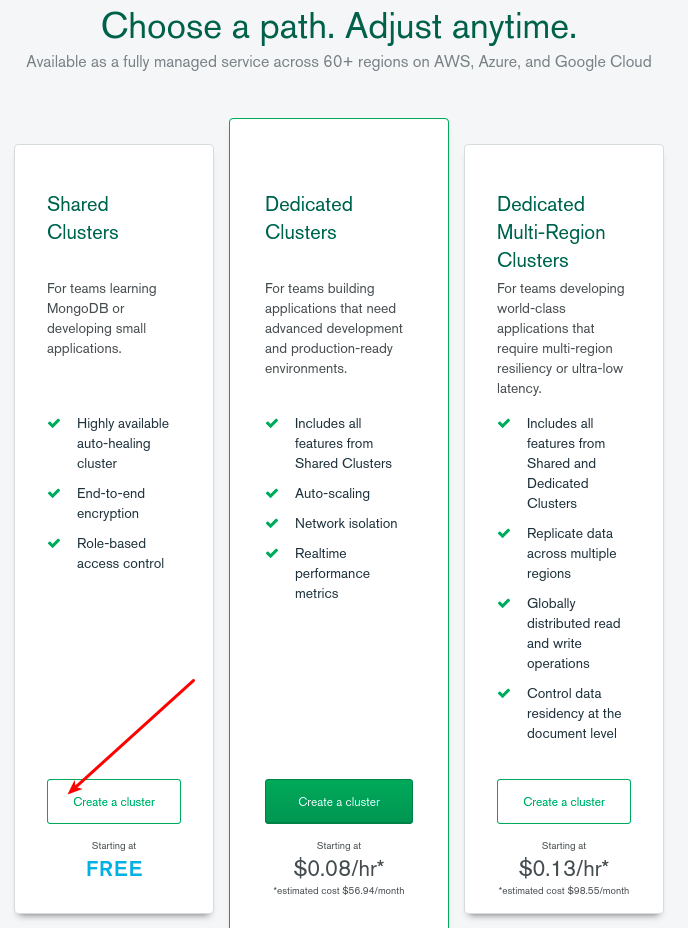 Choose a path. Adjust anytime.
Available as a fully managed service across 60+ regions on AWS, Azure, and Google Cloud
Shared
Clusters
For teams learning
MongoDB or
developing small
applications.
Highly available
auto-healing
cluster
End-to-end
encryption
Role-based
access control
Create a cluster
Starting at
FREE
Dedicated
Clusters
For teams building
applications that need
advanced development
and production-ready
environments.
Includes all
features from
Shared Clusters
Auto-scaling
Network isolation
Realtime
performance
metrics
Create a cluster
Starting at
$0.08/hr*
*estimated cost $56.94/month
Dedicated
Multi-Region
Clusters
For teams developing
world-class
applications that
require multi-region
resiliency or ultra-low
latency.
Includes all
features from
Shared and
Dedicated
Clusters
Replicate data
across multiple
regions
Globally
distributed read
and write
operations
Control data
residency at the
document level
Create a cluster
Starting at
$0.13/hr*
*estimated cost $98.55/month